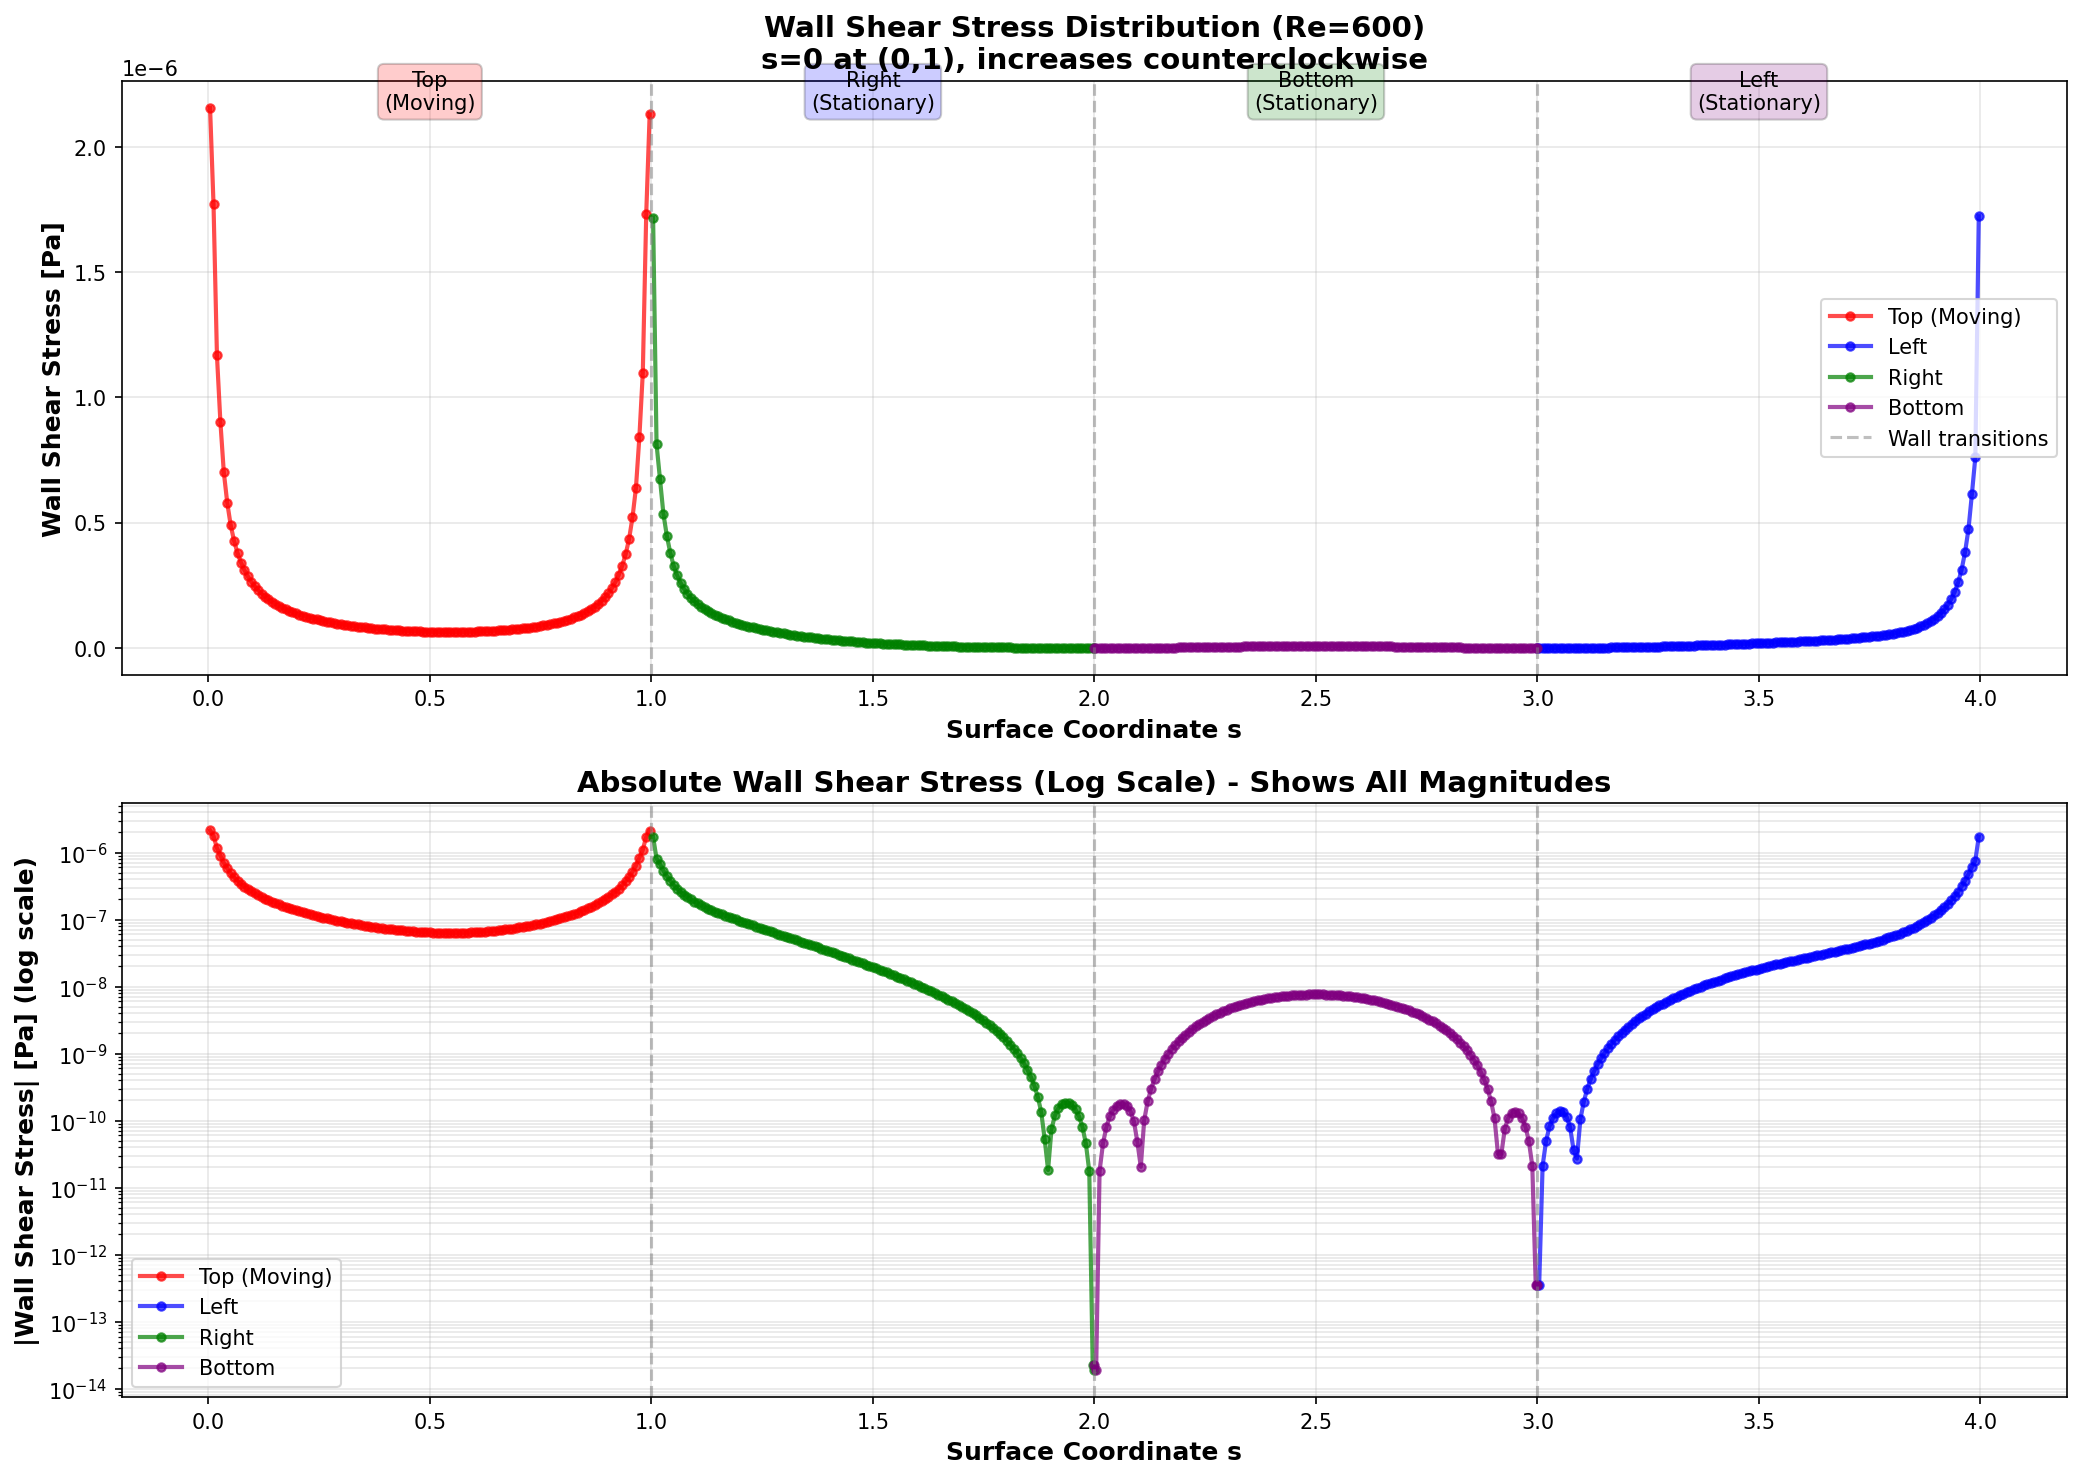 Wall Shear Stress Distribution (Re=600)
s=0 at (0,1), increases counterclockwise
1e−6
Top
(Moving)
Right
(Stationary)
Bottom
(Stationary)
Left
(Stationary)
Wall Shear Stress [Pa]
2.0
1.5
1.0
0.5
0.0
Top (Moving)
Left
Right
Bottom
Wall transitions
0.0 0.5 1.0 1.5 2.0 2.5 3.0 3.5 4.0
Surface Coordinate s
Absolute Wall Shear Stress (Log Scale) - Shows All Magnitudes
|Wall Shear Stress| [Pa] (log scale)
10⁻⁶
10⁻⁷
10⁻⁸
10⁻⁹
10⁻¹⁰
10⁻¹¹
10⁻¹²
10⁻¹³
10⁻¹⁴
Top (Moving)
Left
Right
Bottom
0.0 0.5 1.0 1.5 2.0 2.5 3.0 3.5 4.0
Surface Coordinate s